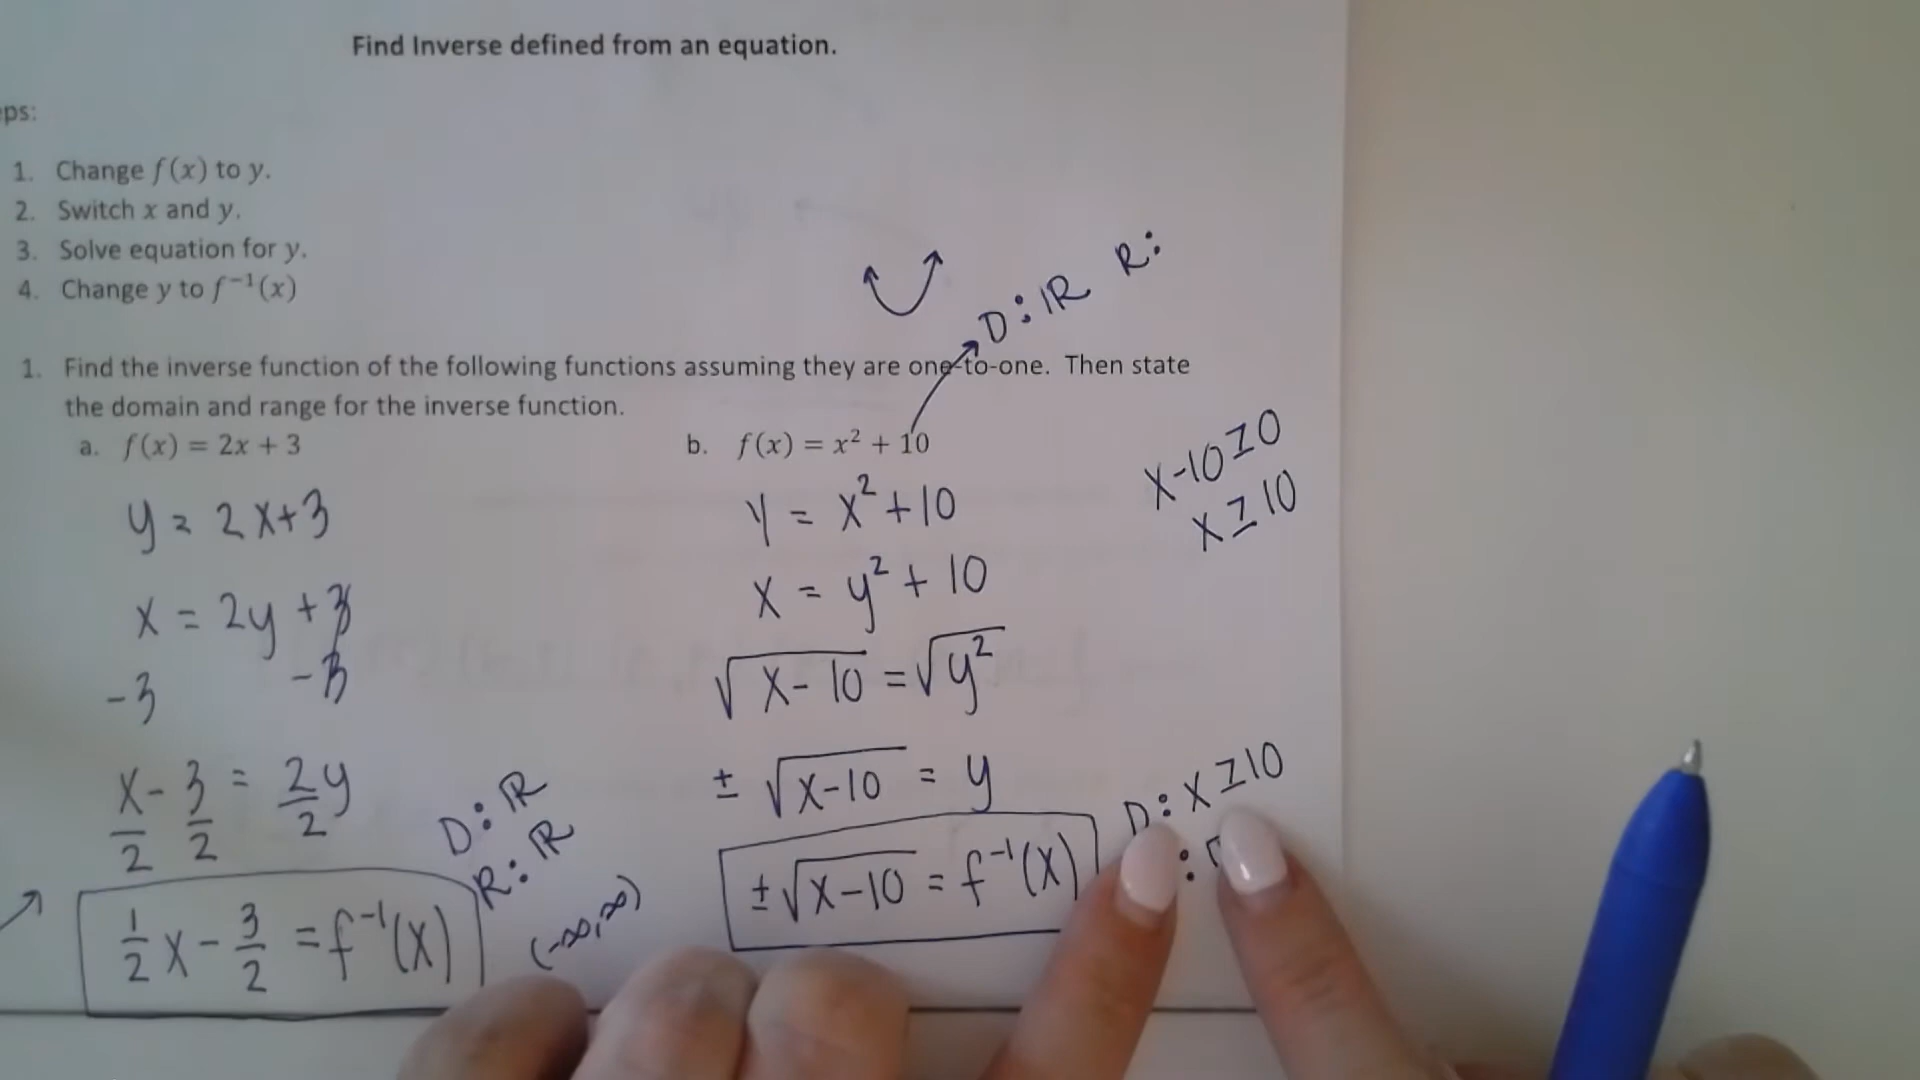 Find Inverse defined from an equation.
eps:
1. Change f(x) to y.
2. Switch x and y.
3. Solve equation for y.
4. Change y to f⁻¹(x)
D: ℝ R:
1. Find the inverse function of the following functions assuming they are one-to-one. Then state
the domain and range for the inverse function.
a. f(x) = 2x + 3
y = 2x+3
x = 2y + 3
-3 -3
x/2 - 3/2 = 2y/2
D: ℝ
R: ℝ
(-∞,∞)
1/2 x - 3/2 = f⁻¹(x)
b. f(x) = x² + 10
y = x² + 10
x = y² + 10
√(x-10) = √(y²)
± √(x-10) = y
± √(x-10) = f⁻¹(x)
x-10 ≥ 0
x ≥ 10
D: x ≥ 10
: